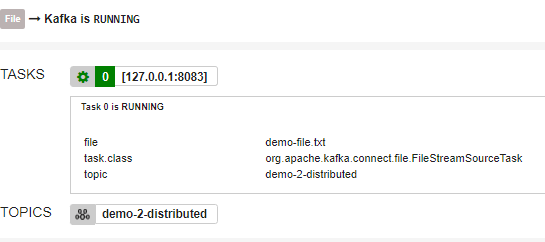 File → Kafka is RUNNING
TASKS 0 [127.0.0.1:8083]
Task 0 is RUNNING
file demo-file.txt
task.class org.apache.kafka.connect.file.FileStreamSourceTask
topic demo-2-distributed
TOPICS demo-2-distributed